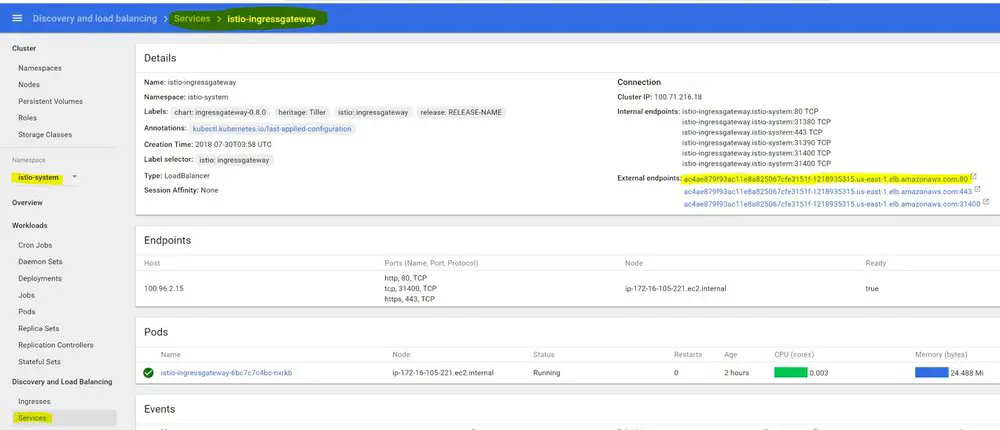 Discovery and load balancing > Services > istio-ingressgateway
Cluster
Namespaces
Nodes
Persistent Volumes
Roles
Storage Classes
Namespace
istio-system
Overview
Workloads
Cron Jobs
Daemon Sets
Deployments
Jobs
Pods
Replica Sets
Replication Controllers
Stateful Sets
Discovery and Load Balancing
Ingresses
Services
Details
Name: istio-ingressgateway
Namespace: istio-system
Labels: chart: ingressgateway-0.8.0 heritage: Tiller istio: ingressgateway release: RELEASE-NAME
Annotations: kubectl.kubernetes.io/last-applied-configuration
Creation Time: 2018-07-30T03:58 UTC
Label selector: istio: ingressgateway
Type: LoadBalancer
Session Affinity: None
Connection
Cluster IP: 100.71.216.18
Internal endpoints: istio-ingressgateway.istio-system:80 TCP
istio-ingressgateway.istio-system:31380 TCP
istio-ingressgateway.istio-system:443 TCP
istio-ingressgateway.istio-system:31390 TCP
istio-ingressgateway.istio-system:31400 TCP
istio-ingressgateway.istio-system:31400 TCP
External endpoints: ac4ae879f93ac11e8a825067cfe3151f-1218935315.us-east-1.elb.amazonaws.com:80
ac4ae879f93ac11e8a825067cfe3151f-1218935315.us-east-1.elb.amazonaws.com:443
ac4ae879f93ac11e8a825067cfe3151f-1218935315.us-east-1.elb.amazonaws.com:31400
Endpoints
Host Ports (Name, Port, Protocol) Node Ready
http, 80, TCP
100.96.2.15 tcp, 31400, TCP ip-172-16-105-221.ec2.internal true
https, 443, TCP
Pods
Name Node Status Restarts Age CPU (cores) Memory (bytes)
istio-ingressgateway-6bc7c7c4bc-nxrkb ip-172-16-105-221.ec2.internal Running 0 2 hours 0.003 24.488 Mi
Events